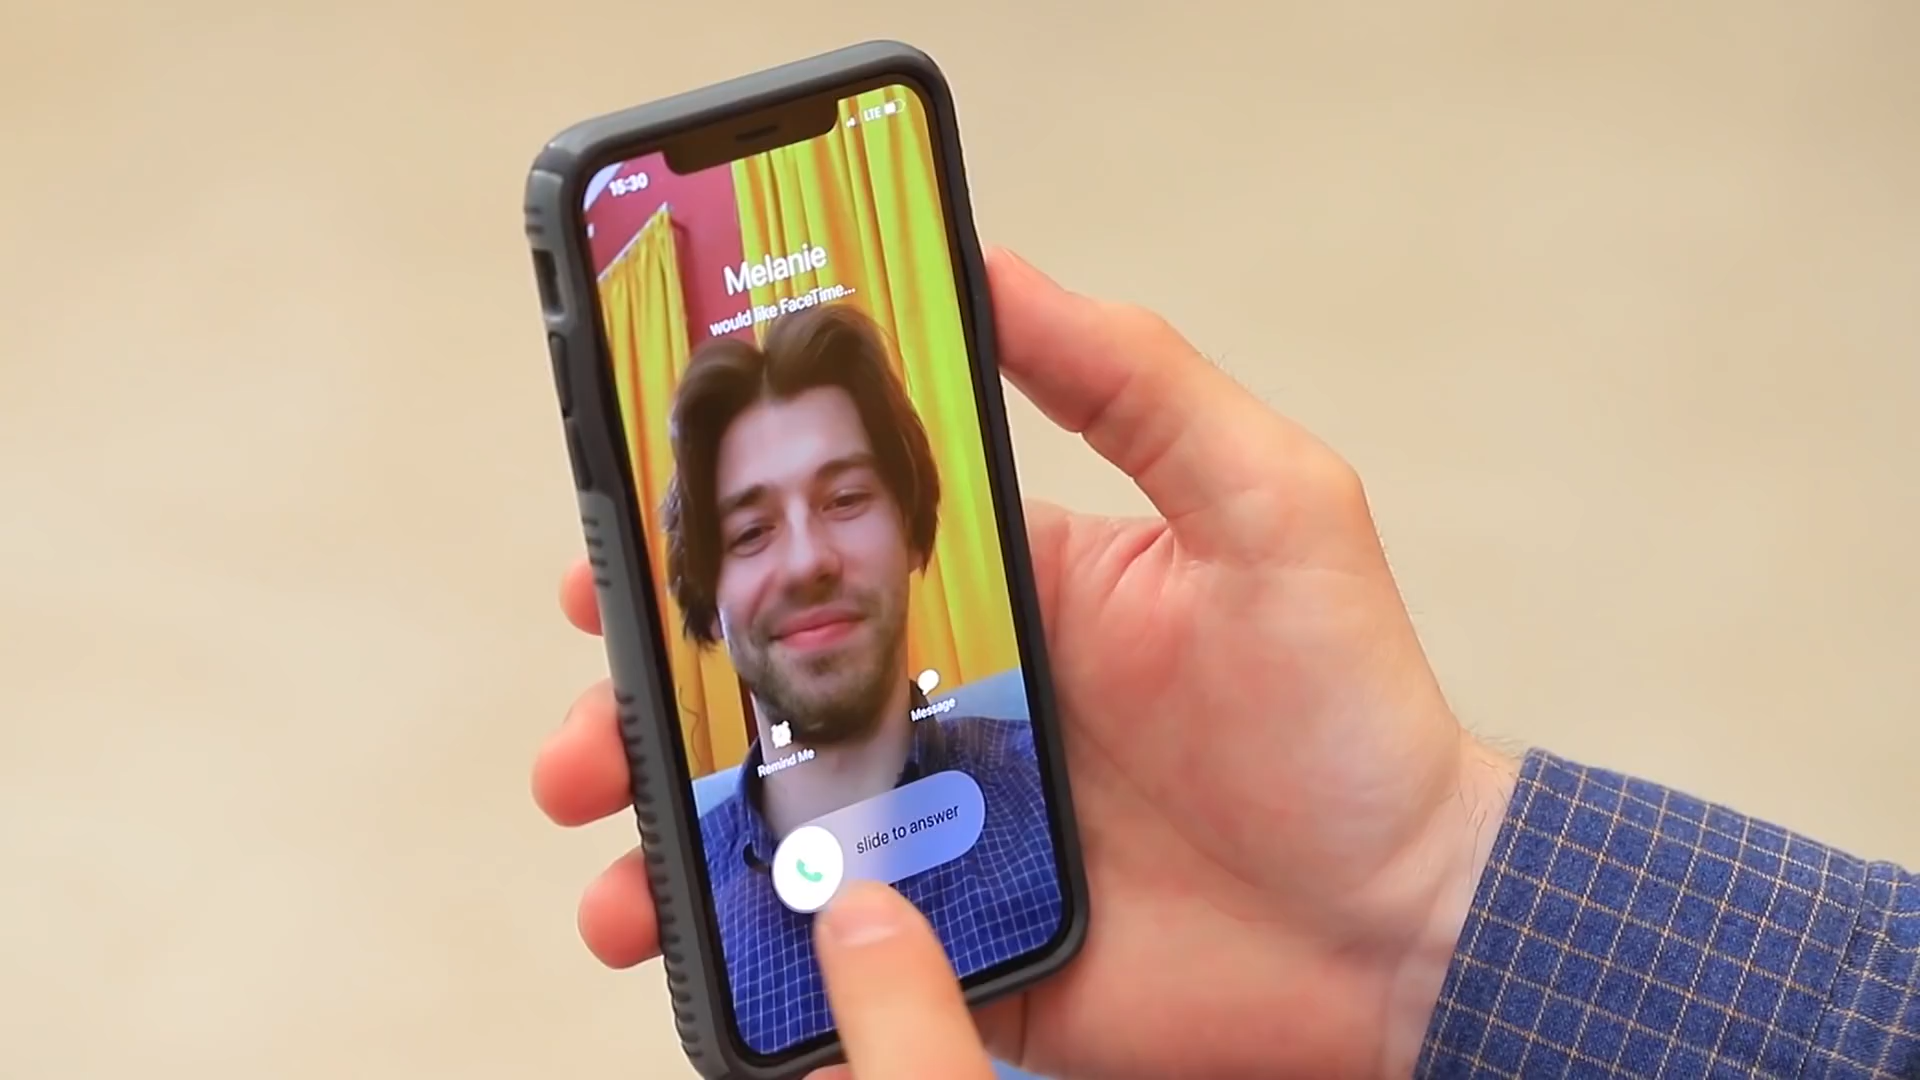 15:30
LTE
Melanie
would like FaceTime...
Message
Remind Me
slide to answer